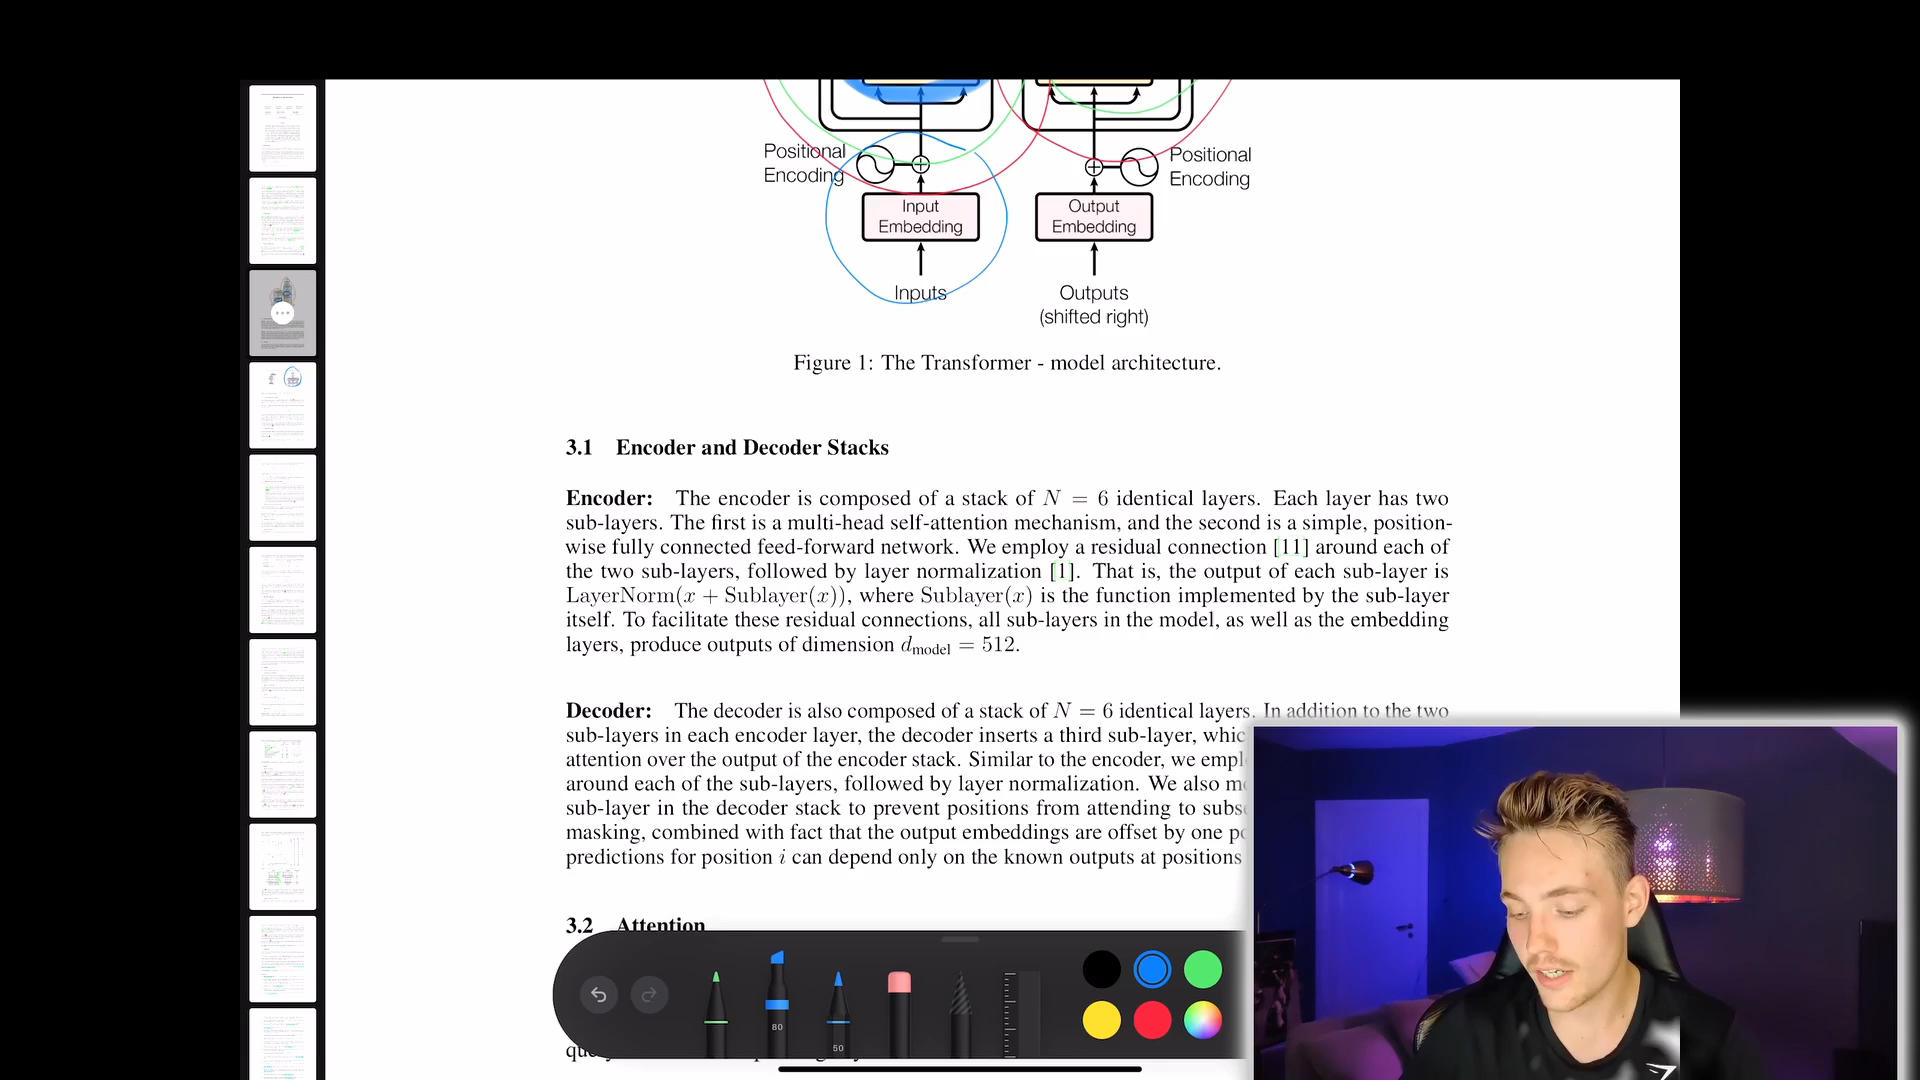 Positional
Encoding
Input
Embedding
Inputs
Output
Embedding
Outputs
(shifted right)
Positional
Encoding
Figure 1: The Transformer - model architecture.
3.1 Encoder and Decoder Stacks
Encoder: The encoder is composed of a stack of N = 6 identical layers. Each layer has two
sub-layers. The first is a multi-head self-attention mechanism, and the second is a simple, position-
wise fully connected feed-forward network. We employ a residual connection [11] around each of
the two sub-layers, followed by layer normalization [1]. That is, the output of each sub-layer is
LayerNorm(x + Sublayer(x)), where Sublayer(x) is the function implemented by the sub-layer
itself. To facilitate these residual connections, all sub-layers in the model, as well as the embedding
layers, produce outputs of dimension dmodel = 512.
Decoder: The decoder is also composed of a stack of N = 6 identical layers. In addition to the two
sub-layers in each encoder layer, the decoder inserts a third sub-layer, whic
attention over the output of the encoder stack. Similar to the encoder, we empl
around each of the sub-layers, followed by layer normalization. We also m
sub-layer in the decoder stack to prevent positions from attending to subs
masking, combined with fact that the output embeddings are offset by one po
predictions for position i can depend only on the known outputs at positions
3.2 Attention
80
50